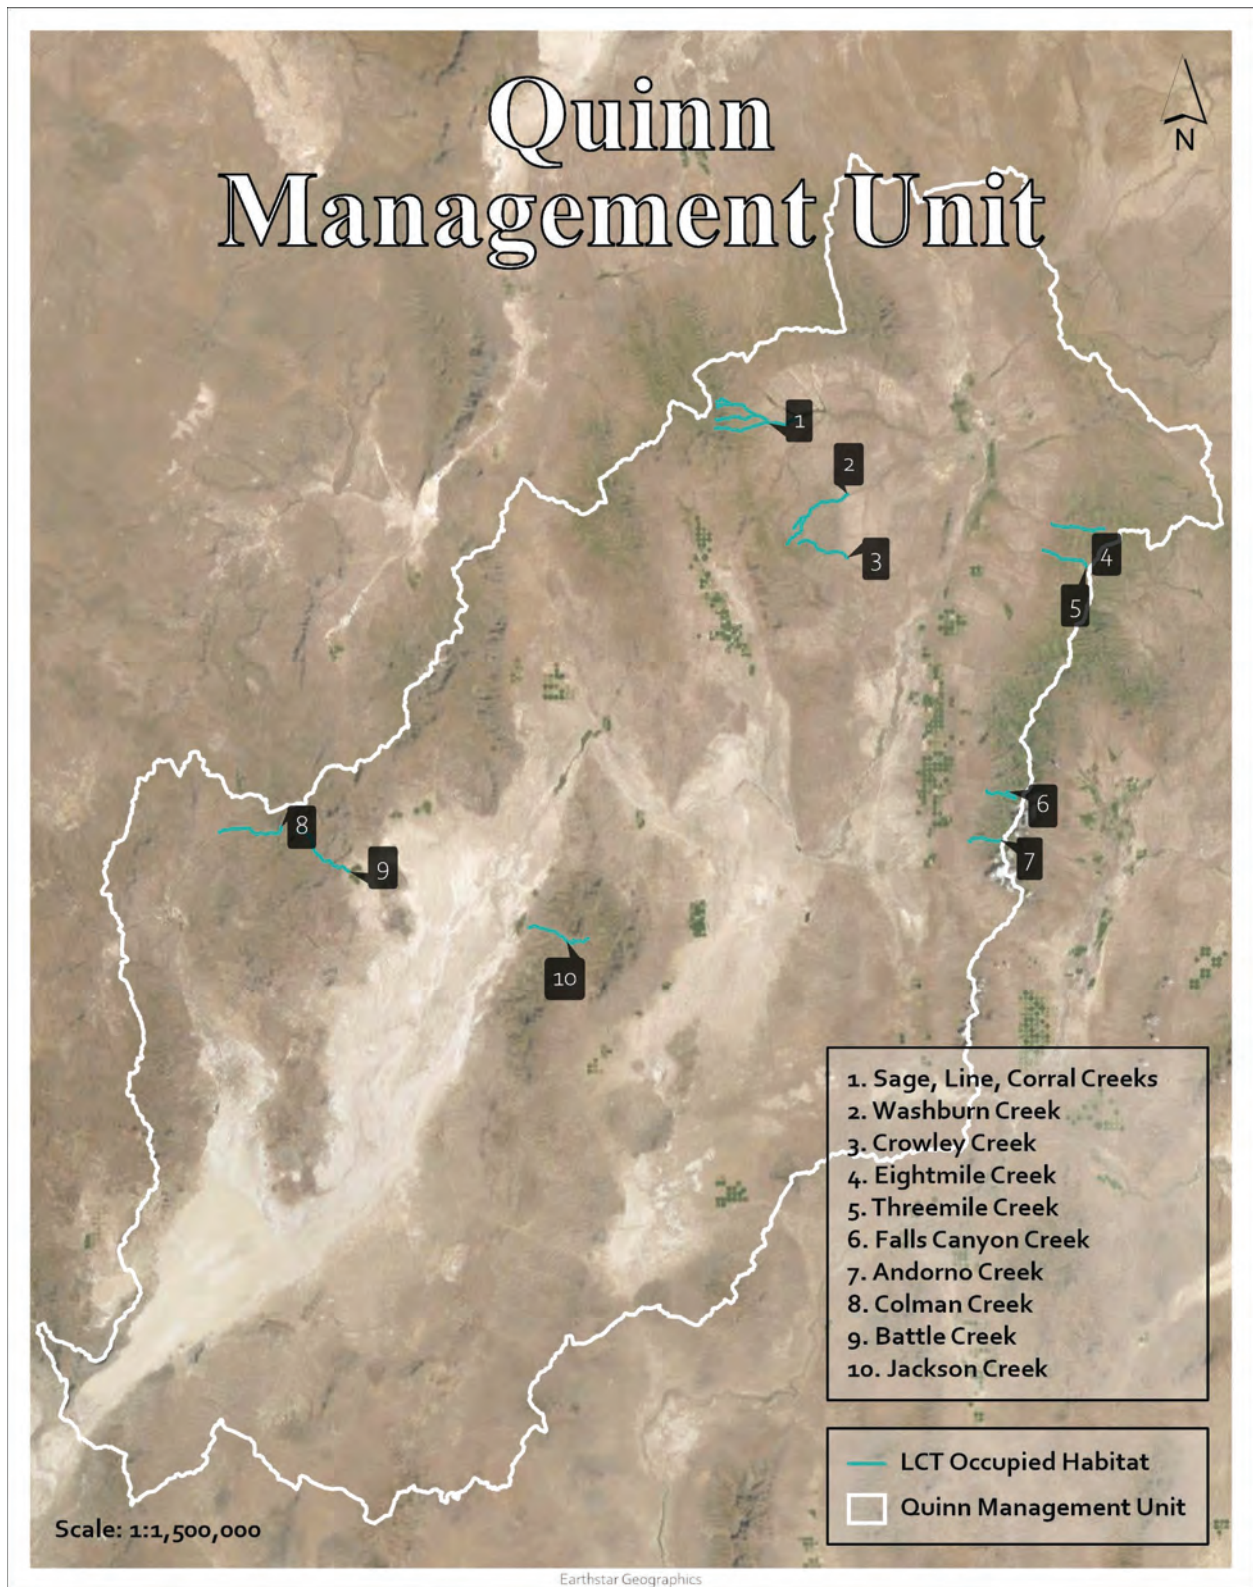 Quinn
Management Unit
N
1
2
3
4
5
6
7
8
9
10
1. Sage, Line, Corral Creeks
2. Washburn Creek
3. Crowley Creek
4. Eightmile Creek
5. Threemile Creek
6. Falls Canyon Creek
7. Andorno Creek
8. Colman Creek
9. Battle Creek
10. Jackson Creek
LCT Occupied Habitat
Quinn Management Unit
Scale: 1:1,500,000
Earthstar Geographics